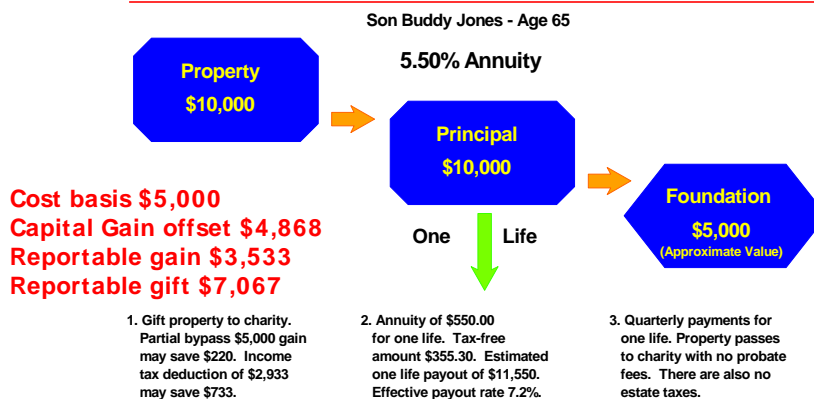 Son Buddy Jones - Age 65
5.50% Annuity
Property
$10,000
Principal
$10,000
Foundation
$5,000
(Approximate Value)
Cost basis $5,000
Capital Gain offset $4,868
Reportable gain $3,533
Reportable gift $7,067
One Life
1. Gift property to charity.
Partial bypass $5,000 gain
may save $220. Income
tax deduction of $2,933
may save $733.
2. Annuity of $550.00
for one life. Tax-free
amount $355.30. Estimated
one life payout of $11,550.
Effective payout rate 7.2%.
3. Quarterly payments for
one life. Property passes
to charity with no probate
fees. There are also no
estate taxes.